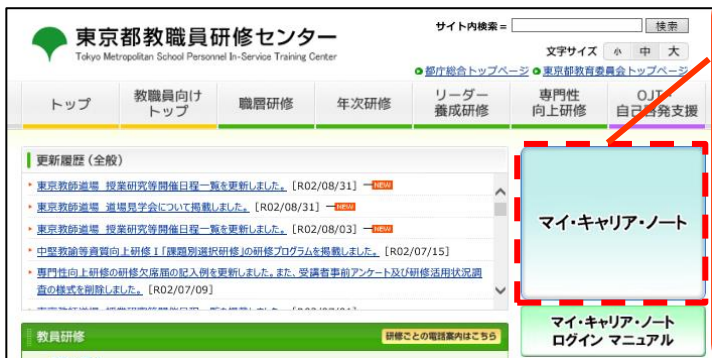 東京都教職員研修センター
Tokyo Metropolitan School Personnel In-Service Training Center
サイト内検索＝ 検索
文字サイズ 小 中 大
都庁総合トップページ 東京都教育委員会トップページ
トップ
教職員向け
トップ
職層研修
年次研修
リーダー
養成研修
専門性
向上研修
OJT・
自己啓発支援
更新履歴（全般）
東京教師道場 授業研究等開催日程一覧を更新しました。 [R02/08/31] NEW
東京教師道場 道場見学会について掲載しました。 [R02/08/31] NEW
東京教師道場 授業研究等開催日程一覧を更新しました。 [R02/08/03] NEW
中堅教諭等資質向上研修Ⅰ「課題別選択研修」の研修プログラムを掲載しました。 [R02/07/15]
専門性向上研修の研修欠席届の記入例を更新しました。また、受講者事前アンケート及び研修活用状況調
査の様式を削除しました。 [R02/07/09]
マイ・キャリア・ノート
マイ・キャリア・ノート
ログイン マニュアル
教員研修
研修ごとの電話案内はこちら